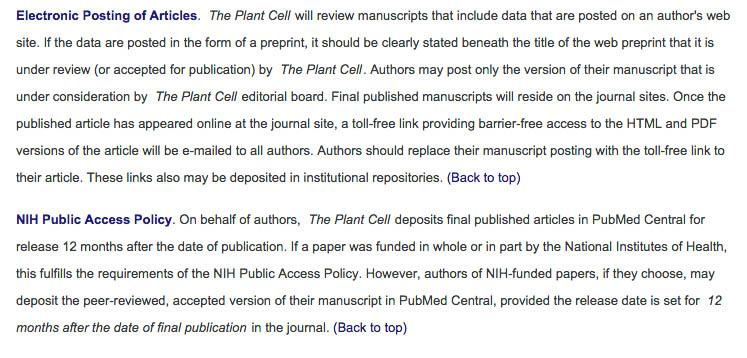 Electronic Posting of Articles. The Plant Cell will review manuscripts that include data that are posted on an author's web
site. If the data are posted in the form of a preprint, it should be clearly stated beneath the title of the web preprint that it is
under review (or accepted for publication) by The Plant Cell. Authors may post only the version of their manuscript that is
under consideration by The Plant Cell editorial board. Final published manuscripts will reside on the journal sites. Once the
published article has appeared online at the journal site, a toll-free link providing barrier-free access to the HTML and PDF
versions of the article will be e-mailed to all authors. Authors should replace their manuscript posting with the toll-free link to
their article. These links also may be deposited in institutional repositories. (Back to top)
NIH Public Access Policy. On behalf of authors, The Plant Cell deposits final published articles in PubMed Central for
release 12 months after the date of publication. If a paper was funded in whole or in part by the National Institutes of Health,
this fulfills the requirements of the NIH Public Access Policy. However, authors of NIH-funded papers, if they choose, may
deposit the peer-reviewed, accepted version of their manuscript in PubMed Central, provided the release date is set for 12
months after the date of final publication in the journal. (Back to top)